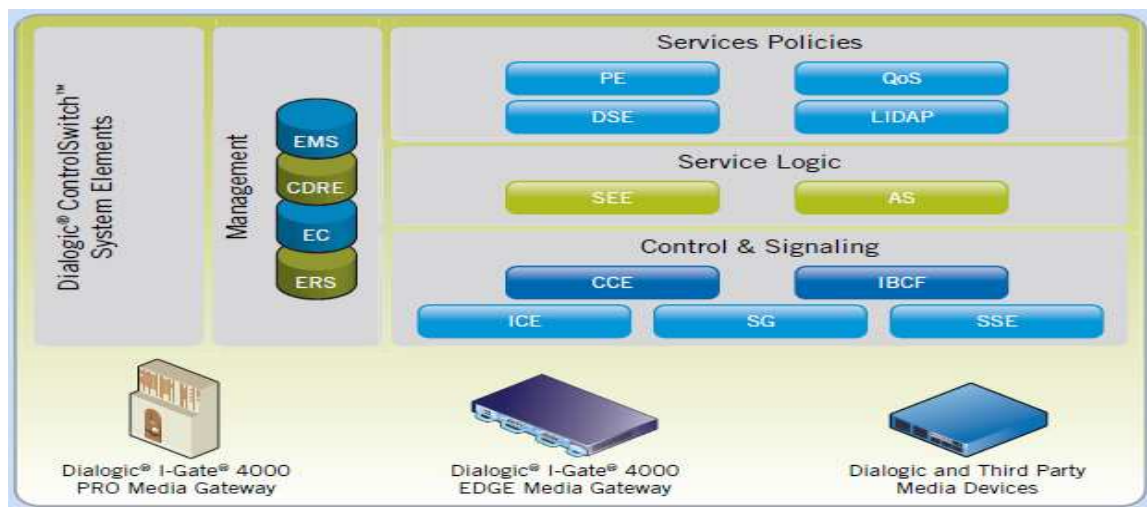 Dialogic® ControlSwitch™
System Elements
Management
EMS
CDRE
EC
ERS
Services Policies
PE
QoS
DSE
LIDAP
Service Logic
SEE
AS
Control & Signaling
CCE
IBCF
ICE
SG
SSE
Dialogic® I-Gate® 4000
PRO Media Gateway
Dialogic® I-Gate® 4000
EDGE Media Gateway
Dialogic and Third Party
Media Devices